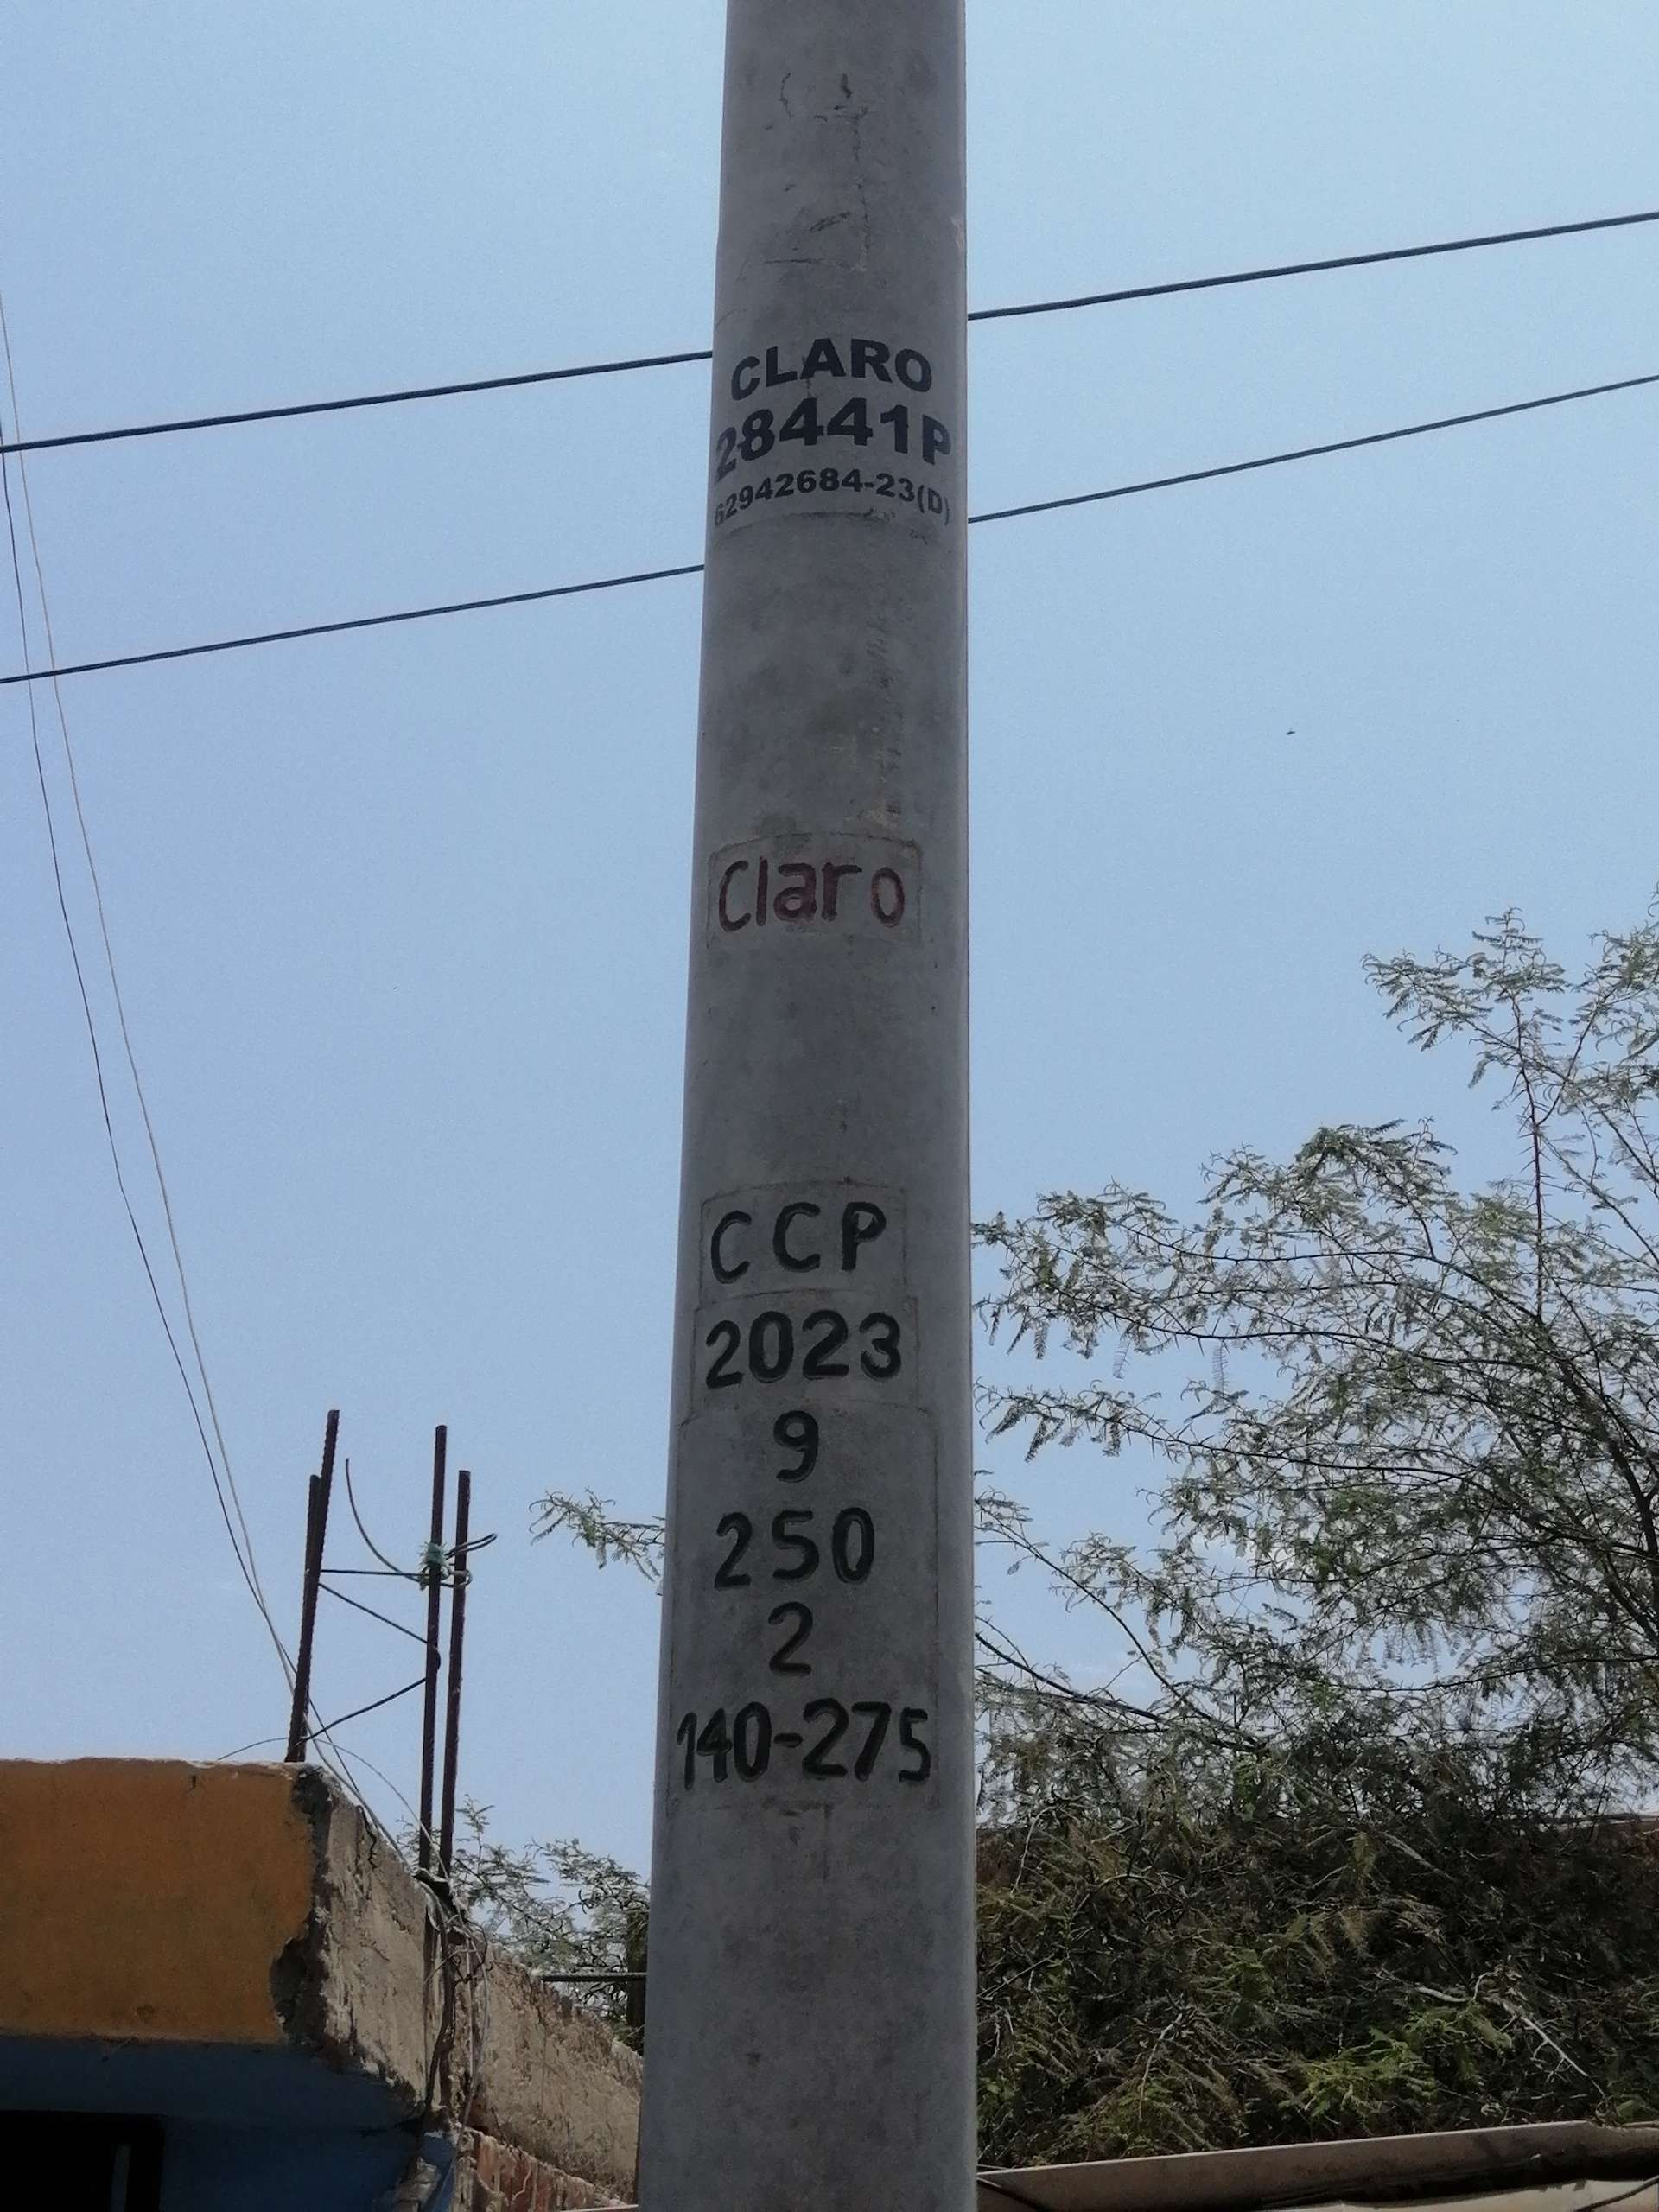 CLARO
28441P
62942684-23(D)
Claro
CCP
2023
9
250
2
140-275